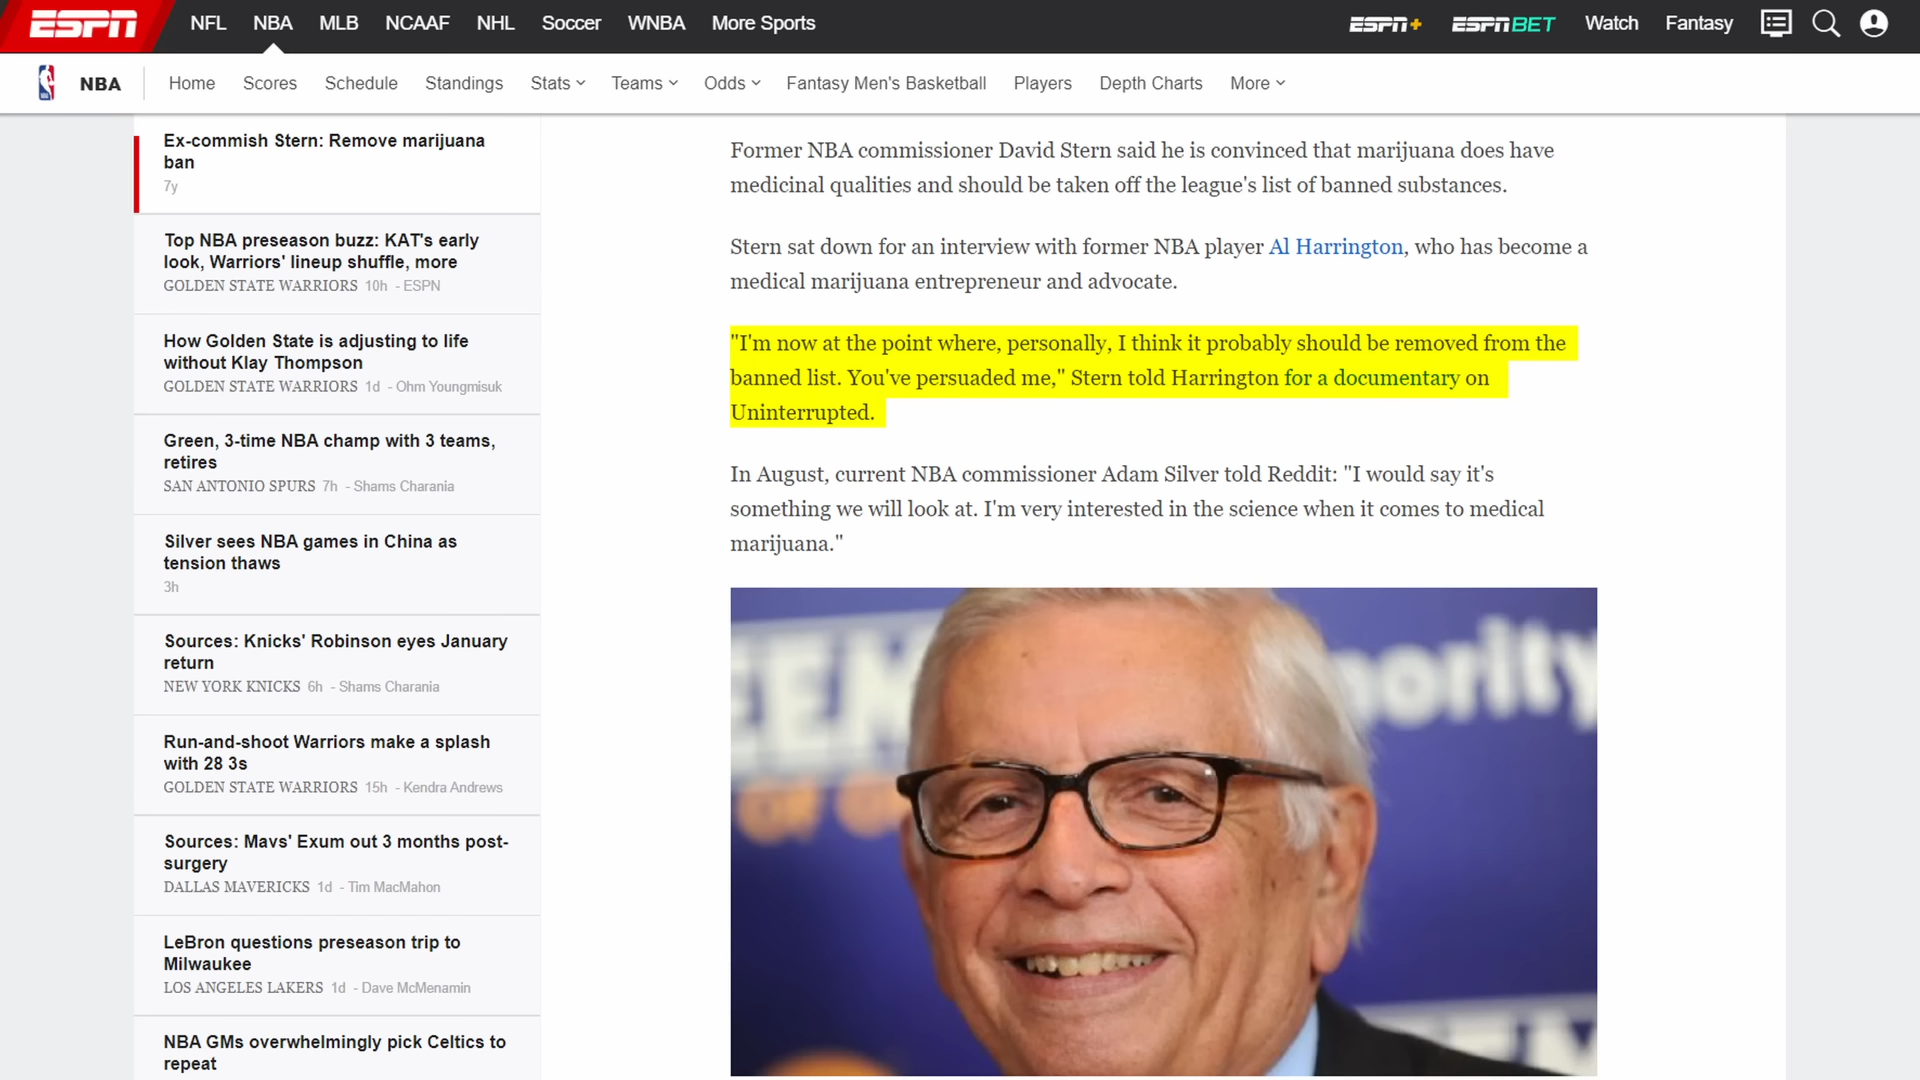 ESPN
NFL NBA MLB NCAAF NHL Soccer WNBA More Sports
ESPN+ ESPN BET Watch Fantasy
NBA Home Scores Schedule Standings Stats Teams Odds Fantasy Men's Basketball Players Depth Charts More
Ex-commish Stern: Remove marijuana
ban
7y
Top NBA preseason buzz: KAT's early
look, Warriors' lineup shuffle, more
GOLDEN STATE WARRIORS 10h - ESPN
How Golden State is adjusting to life
without Klay Thompson
GOLDEN STATE WARRIORS 1d - Ohm Youngmisuk
Green, 3-time NBA champ with 3 teams,
retires
SAN ANTONIO SPURS 7h - Shams Charania
Silver sees NBA games in China as
tension thaws
3h
Sources: Knicks' Robinson eyes January
return
NEW YORK KNICKS 6h - Shams Charania
Run-and-shoot Warriors make a splash
with 28 3s
GOLDEN STATE WARRIORS 15h - Kendra Andrews
Sources: Mavs' Exum out 3 months post-
surgery
DALLAS MAVERICKS 1d - Tim MacMahon
LeBron questions preseason trip to
Milwaukee
LOS ANGELES LAKERS 1d - Dave McMenamin
NBA GMs overwhelmingly pick Celtics to
repeat
Former NBA commissioner David Stern said he is convinced that marijuana does have
medicinal qualities and should be taken off the league's list of banned substances.
Stern sat down for an interview with former NBA player Al Harrington, who has become a
medical marijuana entrepreneur and advocate.
"I'm now at the point where, personally, I think it probably should be removed from the
banned list. You've persuaded me," Stern told Harrington for a documentary on
Uninterrupted.
In August, current NBA commissioner Adam Silver told Reddit: "I would say it's
something we will look at. I'm very interested in the science when it comes to medical
marijuana."
ority